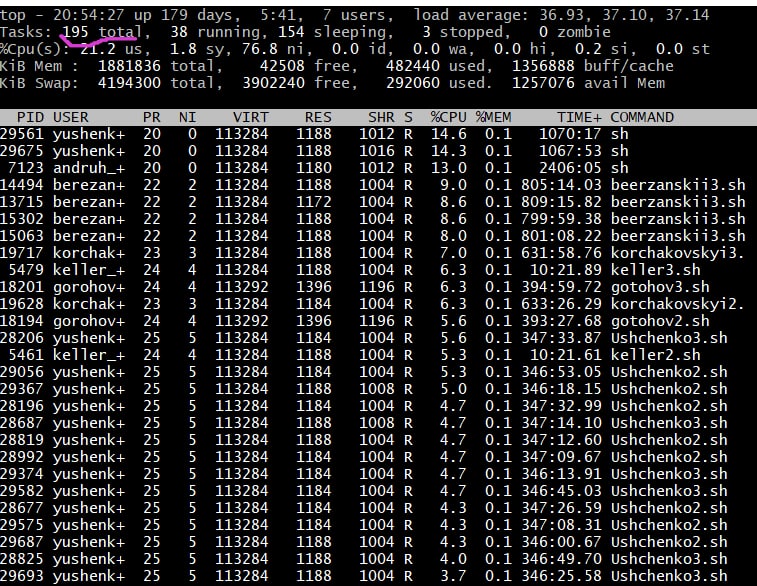 top - 20:54:27 up 179 days,  5:41,  7 users,  load average: 36.93, 37.10, 37.14
Tasks: 195 total,  38 running, 154 sleeping,   3 stopped,   0 zombie
%Cpu(s): 21.2 us,  1.8 sy, 76.8 ni,  0.0 id,  0.0 wa,  0.0 hi,  0.2 si,  0.0 st
KiB Mem :  1881836 total,    42508 free,   482440 used,  1356888 buff/cache
KiB Swap:  4194300 total,  3902240 free,   292060 used.  1257076 avail Mem
PID USER PR NI VIRT RES SHR S %CPU %MEM TIME+ COMMAND
29561 yushenk+ 20 0 113284 1188 1012 R 14.6 0.1 1070:17 sh
29675 yushenk+ 20 0 113284 1188 1016 R 14.3 0.1 1067:53 sh
7123 andruh_+ 20 0 113284 1180 1012 R 13.0 0.1 2406:05 sh
14494 berezan+ 22 2 113284 1188 1004 R 9.0 0.1 805:14.03 beerzanskii3.sh
13715 berezan+ 22 2 113284 1172 1004 R 8.6 0.1 809:15.82 beerzanskii3.sh
15302 berezan+ 22 2 113284 1188 1004 R 8.6 0.1 799:59.38 beerzanskii3.sh
15063 berezan+ 22 2 113284 1188 1004 R 8.0 0.1 801:08.22 beerzanskii3.sh
19717 korchak+ 23 3 113284 1188 1004 R 7.0 0.1 631:58.76 korchakovskyi3.
5479 keller_+ 24 4 113284 1188 1004 R 6.3 0.1 10:21.89 keller3.sh
18201 gorohov+ 24 4 113292 1396 1196 R 6.3 0.1 394:59.72 gotohov3.sh
19628 korchak+ 23 3 113284 1184 1004 R 6.3 0.1 633:26.29 korchakovskyi2.
18194 gorohov+ 24 4 113292 1396 1196 R 5.6 0.1 393:27.68 gotohov2.sh
28206 yushenk+ 25 5 113284 1184 1004 R 5.6 0.1 347:33.87 Ushchenko3.sh
5461 keller_+ 24 4 113284 1188 1004 R 5.3 0.1 10:21.61 keller2.sh
29056 yushenk+ 25 5 113284 1184 1004 R 5.3 0.1 346:53.05 Ushchenko2.sh
29367 yushenk+ 25 5 113284 1188 1008 R 5.0 0.1 346:18.15 Ushchenko2.sh
28196 yushenk+ 25 5 113284 1184 1004 R 4.7 0.1 347:32.99 Ushchenko2.sh
28687 yushenk+ 25 5 113284 1188 1008 R 4.7 0.1 347:14.10 Ushchenko3.sh
28819 yushenk+ 25 5 113284 1184 1004 R 4.7 0.1 347:12.60 Ushchenko2.sh
28992 yushenk+ 25 5 113284 1184 1004 R 4.7 0.1 347:09.67 Ushchenko2.sh
29374 yushenk+ 25 5 113284 1184 1004 R 4.7 0.1 346:13.91 Ushchenko3.sh
29582 yushenk+ 25 5 113284 1184 1004 R 4.7 0.1 346:45.03 Ushchenko3.sh
28677 yushenk+ 25 5 113284 1184 1004 R 4.3 0.1 347:26.59 Ushchenko2.sh
29575 yushenk+ 25 5 113284 1188 1004 R 4.3 0.1 347:08.31 Ushchenko2.sh
29687 yushenk+ 25 5 113284 1188 1004 R 4.3 0.1 346:00.67 Ushchenko2.sh
28825 yushenk+ 25 5 113284 1188 1004 R 4.0 0.1 346:49.70 Ushchenko3.sh
29693 yushenk+ 25 5 113284 1188 1004 R 3.7 0.1 346:25.58 Ushchenko3.sh